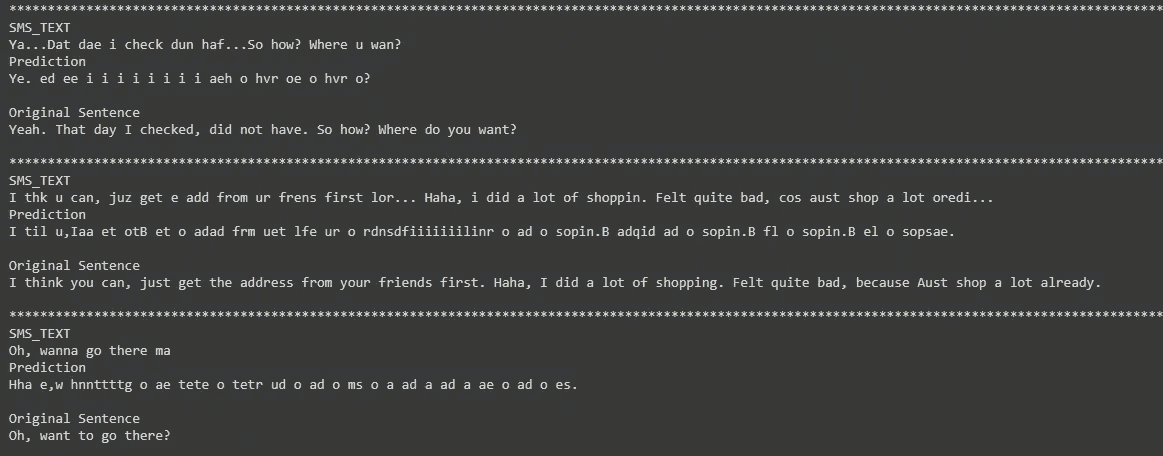 ************************************************************************************************************************************************
SMS_TEXT
Ya...Dat dae i check dun haf...So how? Where u wan?
Prediction
Ye. ed ee i i i i i i i i aeh o hvr oe o hvr o?
Original Sentence
Yeah. That day I checked, did not have. So how? Where do you want?
************************************************************************************************************************************************
SMS_TEXT
I thk u can, juz get e add from ur frens first lor... Haha, i did a lot of shoppin. Felt quite bad, cos aust shop a lot oredi...
Prediction
I til u,Iaa et otB et o adad frm uet lfe ur o rdnsdfiiiiiiilinr o ad o sopin.B adqid ad o sopin.B fl o sopin.B el o sopsae.
Original Sentence
I think you can, just get the address from your friends first. Haha, I did a lot of shopping. Felt quite bad, because Aust shop a lot already.
************************************************************************************************************************************************
SMS_TEXT
Oh, wanna go there ma
Prediction
Hha e,w hnnttttg o ae tete o tetr ud o ad o ms o a ad a ad a ae o ad o es.
Original Sentence
Oh, want to go there?